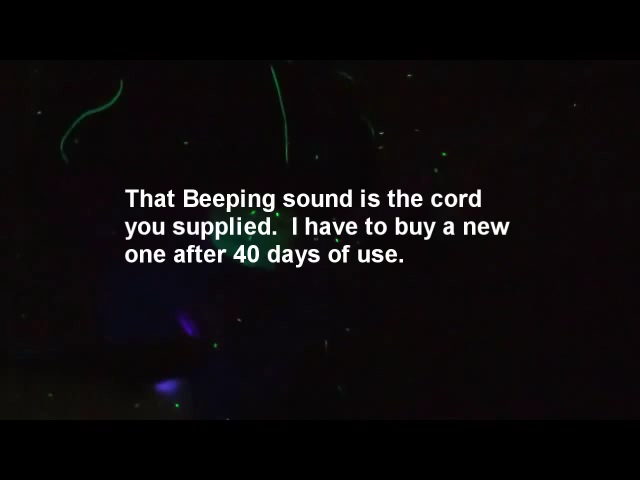 That Beeping sound is the cord
you supplied.  I have to buy a new
one after 40 days of use.